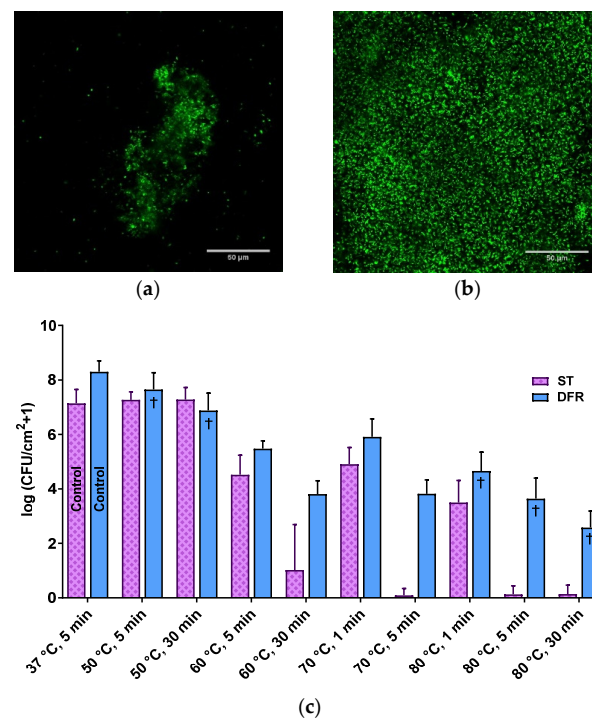 50 µm
50 µm
(a)
(b)
log (CFU/cm²+1)
10
8
6
4
2
0
ST
DFR
Control
Control
†
†
†
†
†
37 °C, 5 min
50 °C, 5 min
50 °C, 30 min
60 °C, 5 min
60 °C, 30 min
70 °C, 1 min
70 °C, 5 min
80 °C, 1 min
80 °C, 5 min
80 °C, 30 min
(c)